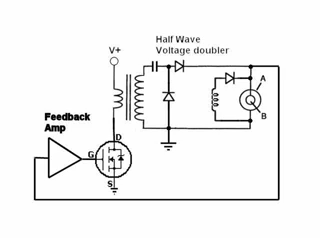 Half Wave
Voltage doubler
V+
A
B
Feedback
Amp
D
G
S